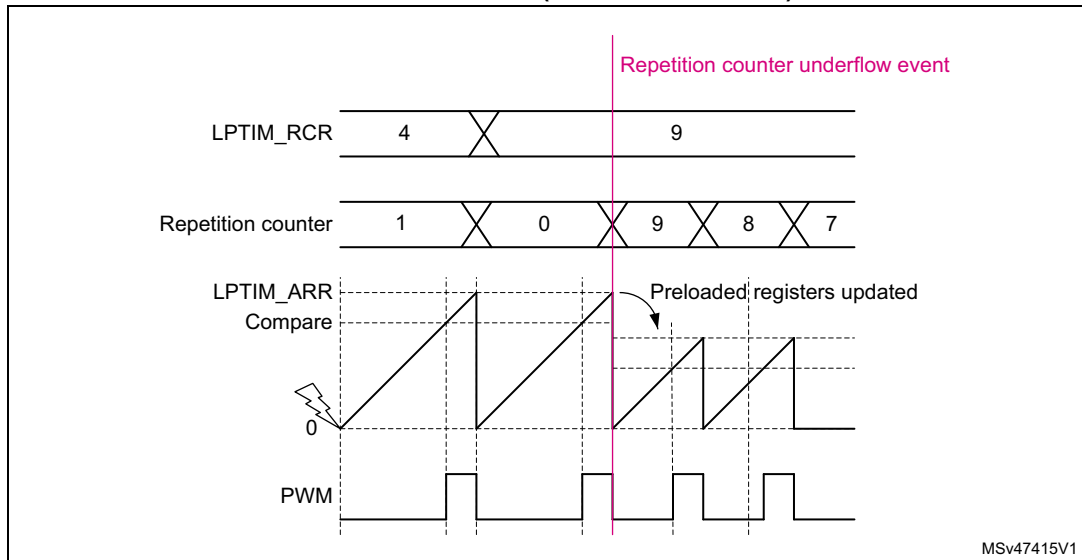 Repetition counter underflow event
LPTIM_RCR 4 9
Repetition counter 1 0 9 8 7
LPTIM_ARR Preloaded registers updated
Compare
0
PWM
MSv47415V1